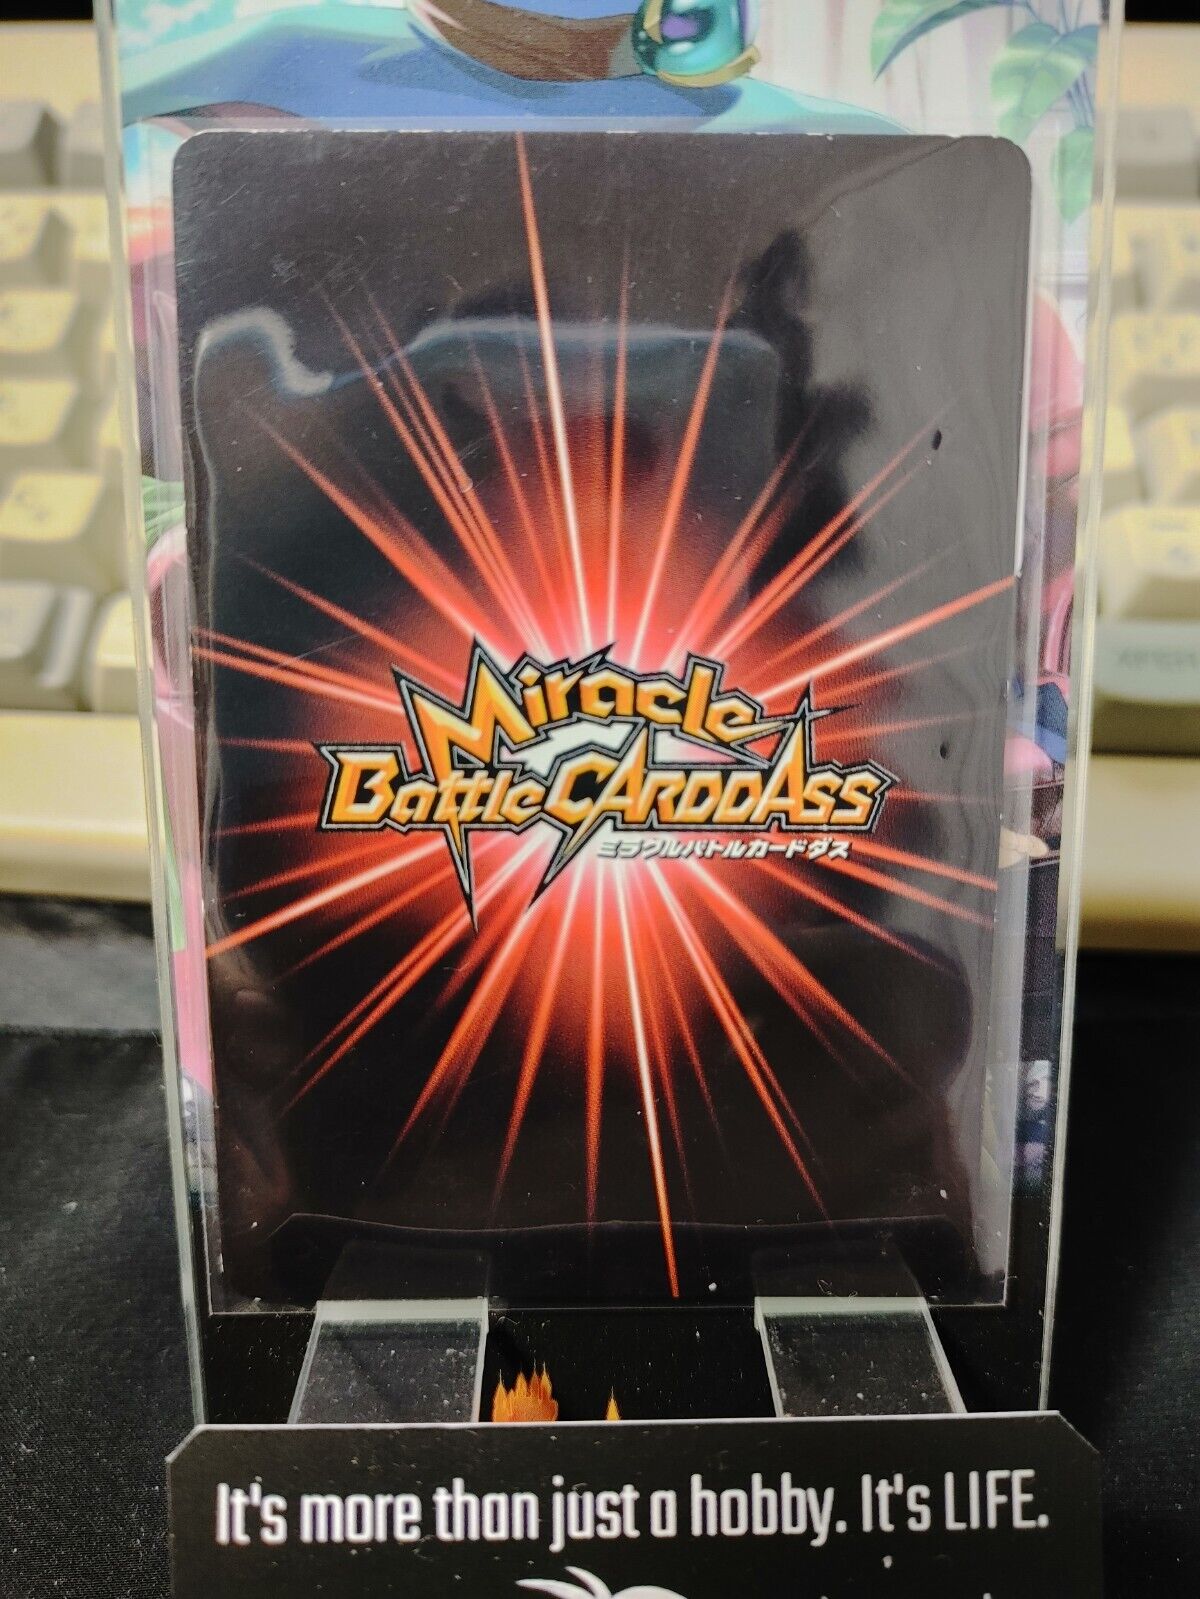 Miracle
Battle CARDDASS
ミラクルバトルカードダス
It's more than just a hobby. It's LIFE.